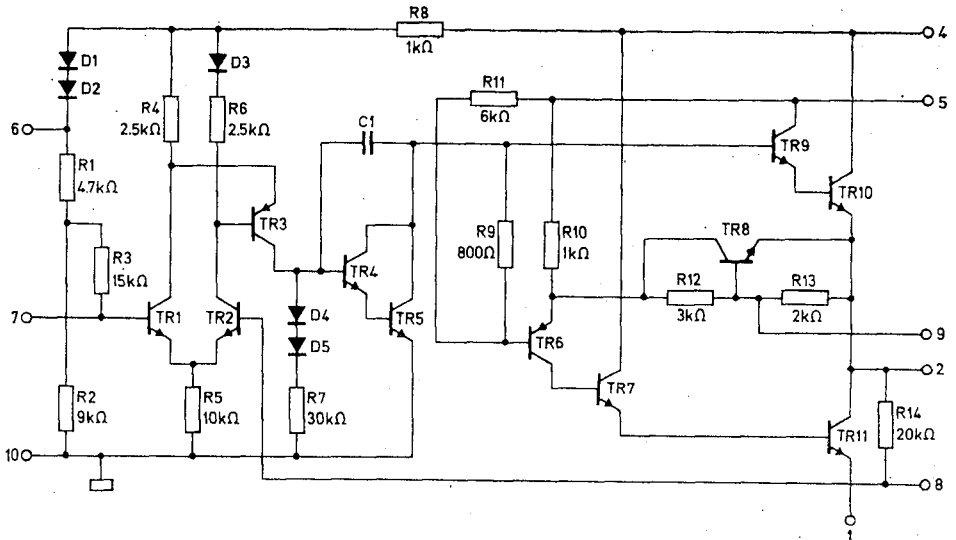 R8
1kΩ
4
D1
D2
D3
R11
6kΩ
5
R4
2.5kΩ
R6
2.5kΩ
C1
6
TR9
R1
4.7kΩ
TR10
TR3
R9
800Ω
R10
1kΩ
TR8
R3
15kΩ
TR4
R12
3kΩ
R13
2kΩ
7
TR1
TR2
D4
TR5
D5
TR6
9
2
R2
9kΩ
R5
10kΩ
R7
30kΩ
TR7
R14
20kΩ
TR11
10
8
1